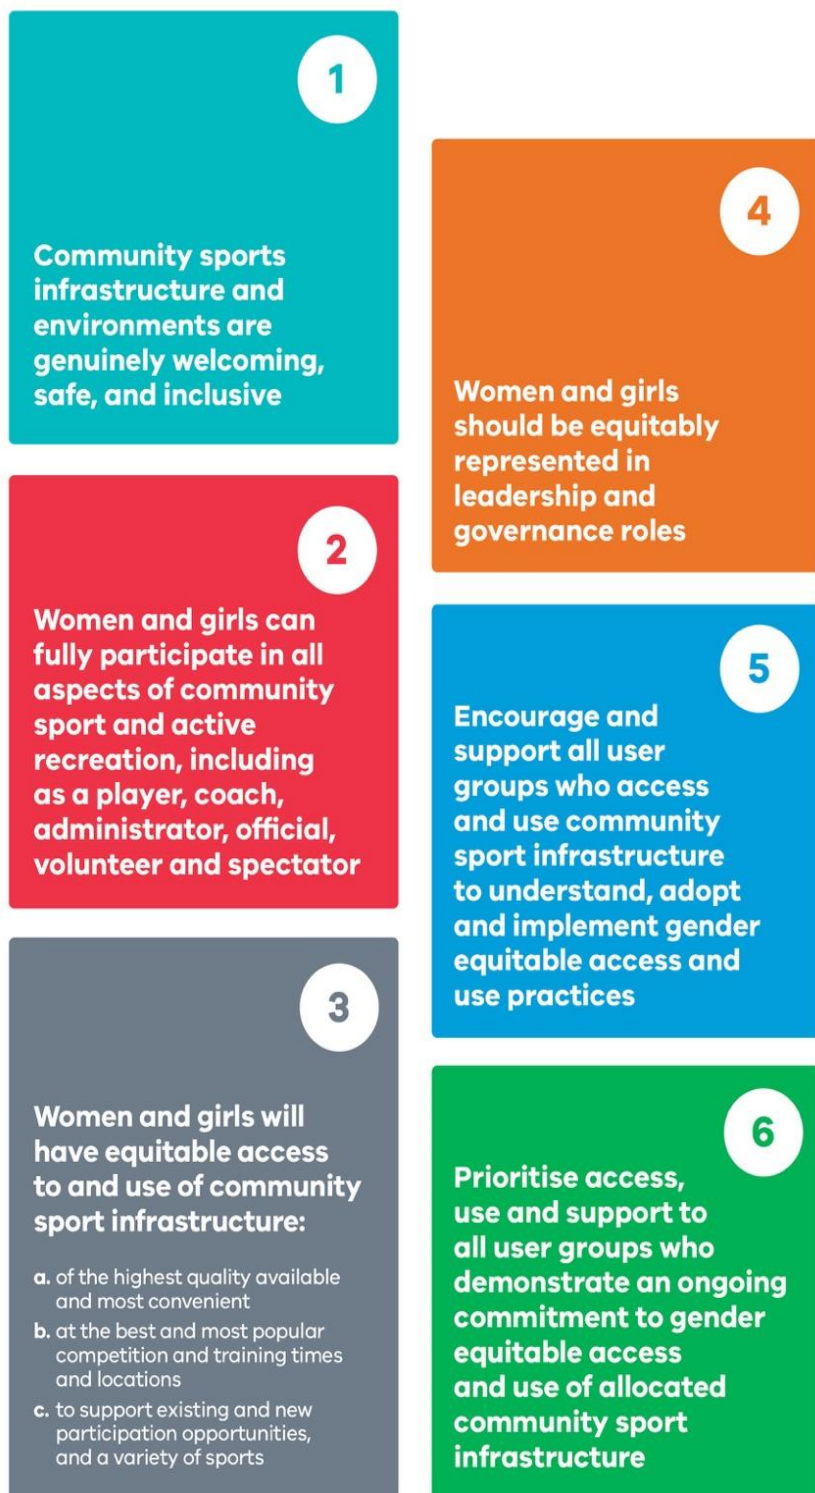 1
Community sports
infrastructure and
environments are
genuinely welcoming,
safe, and inclusive
2
Women and girls can
fully participate in all
aspects of community
sport and active
recreation, including
as a player, coach,
administrator, official,
volunteer and spectator
3
Women and girls will
have equitable access
to and use of community
sport infrastructure:
a. of the highest quality available
and most convenient
b. at the best and most popular
competition and training times
and locations
c. to support existing and new
participation opportunities,
and a variety of sports
4
Women and girls
should be equitably
represented in
leadership and
governance roles
5
Encourage and
support all user
groups who access
and use community
sport infrastructure
to understand, adopt
and implement gender
equitable access and
use practices
6
Prioritise access,
use and support to
all user groups who
demonstrate an ongoing
commitment to gender
equitable access
and use of allocated
community sport
infrastructure